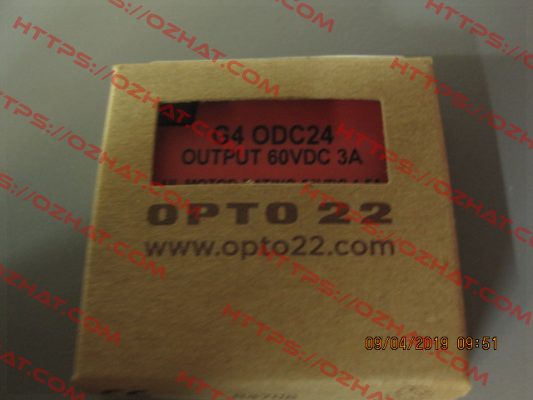 G4 ODC24
OUTPUT 60VDC 3A
OPTO 22
www.opto22.com
09/04/2019 09:51
HTTPS://OZHAT.COM